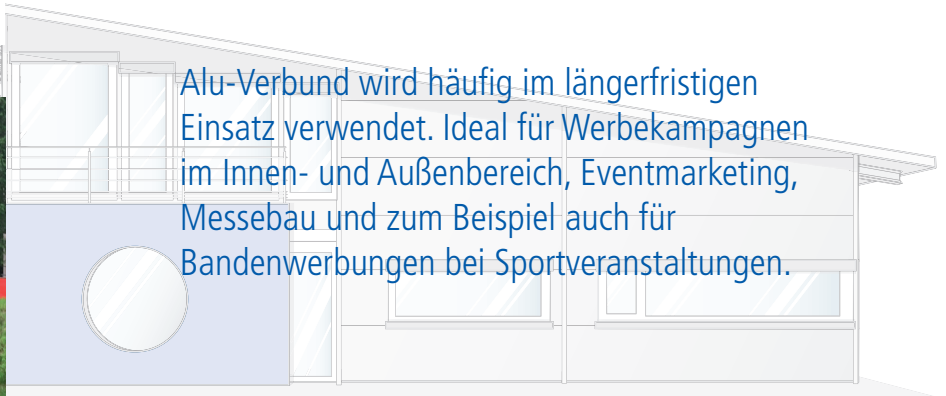 Alu-Verbund wird häufig im längerfristigen
Einsatz verwendet. Ideal für Werbekampagnen
im Innen- und Außenbereich, Eventmarketing,
Messebau und zum Beispiel auch für
Bandenwerbungen bei Sportveranstaltungen.